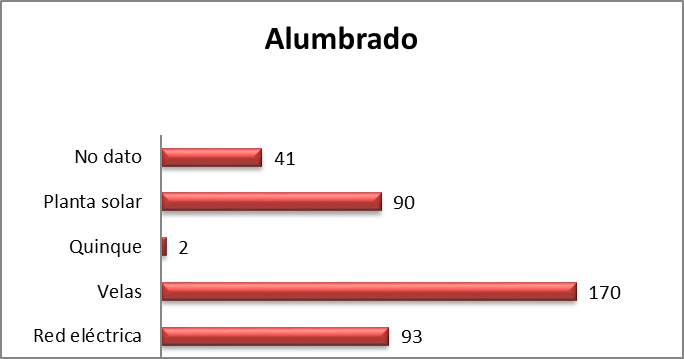 Alumbrado
No dato 41
Planta solar 90
Quinque 2
Velas 170
Red eléctrica 93